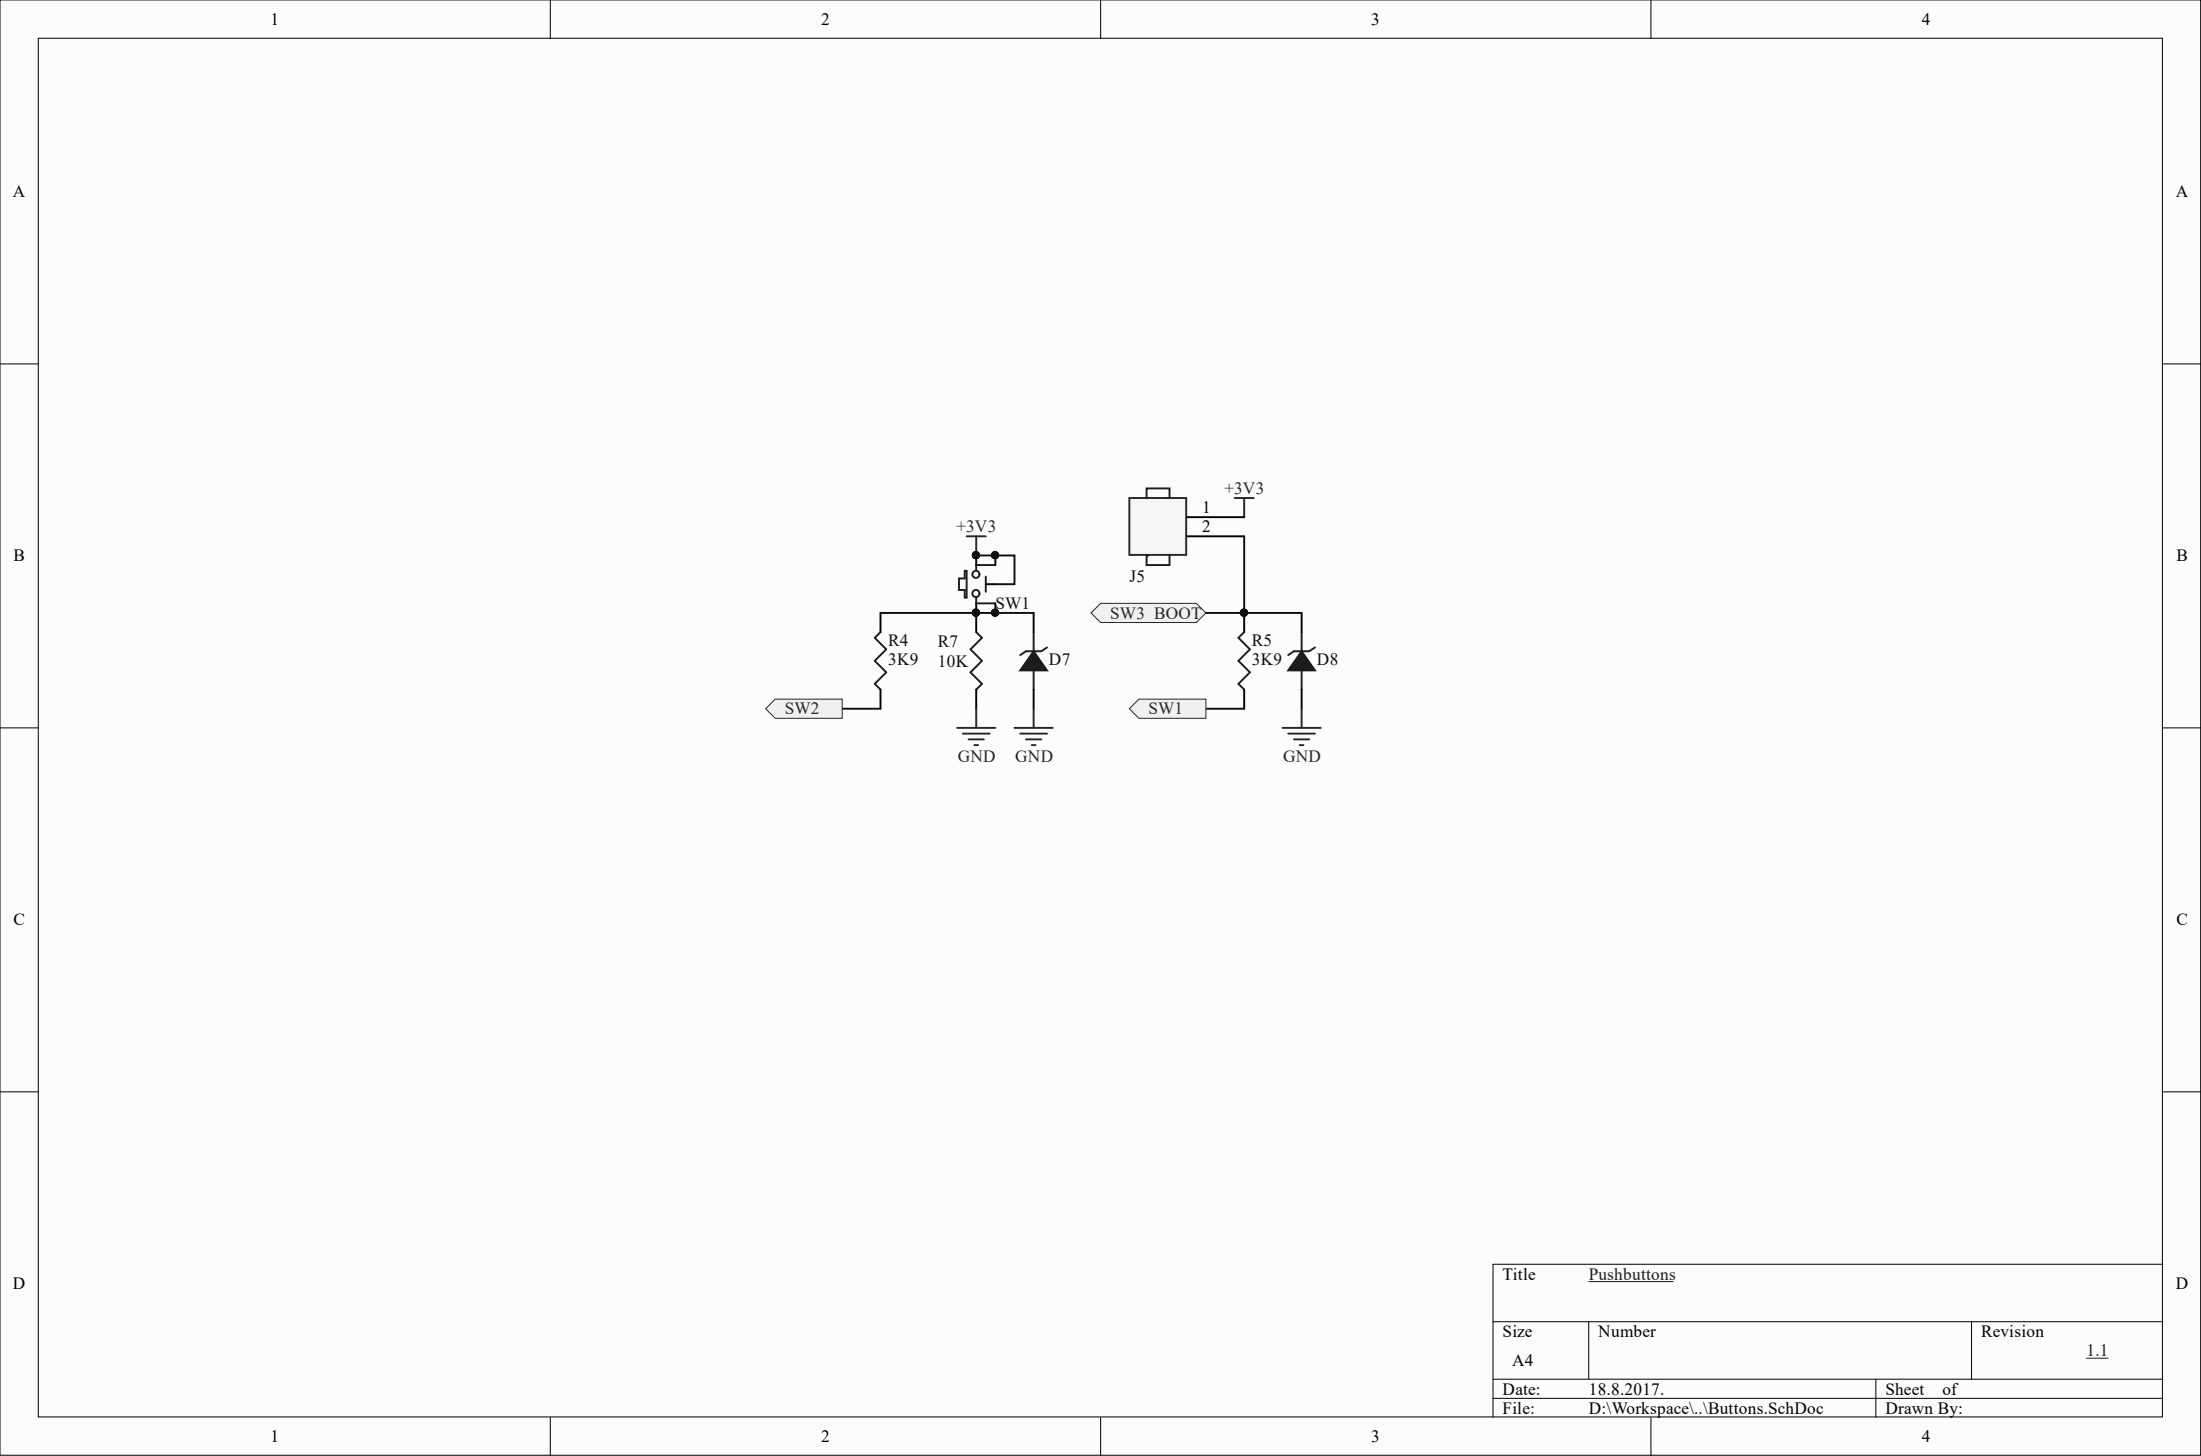 1 2 3 4
A A
+3V3
1
2
+3V3
B B
J5
SW1
SW3_BOOT
R4
3K9
R7
10K
D7
R5
3K9
D8
SW2
SW1
GND GND GND
C C
Title Pushbuttons
D D
Size Number Revision
1.1
A4
Date: 18.8.2017. Sheet of
File: D:\Workspace\..\Buttons.SchDoc Drawn By:
1 2 3 4